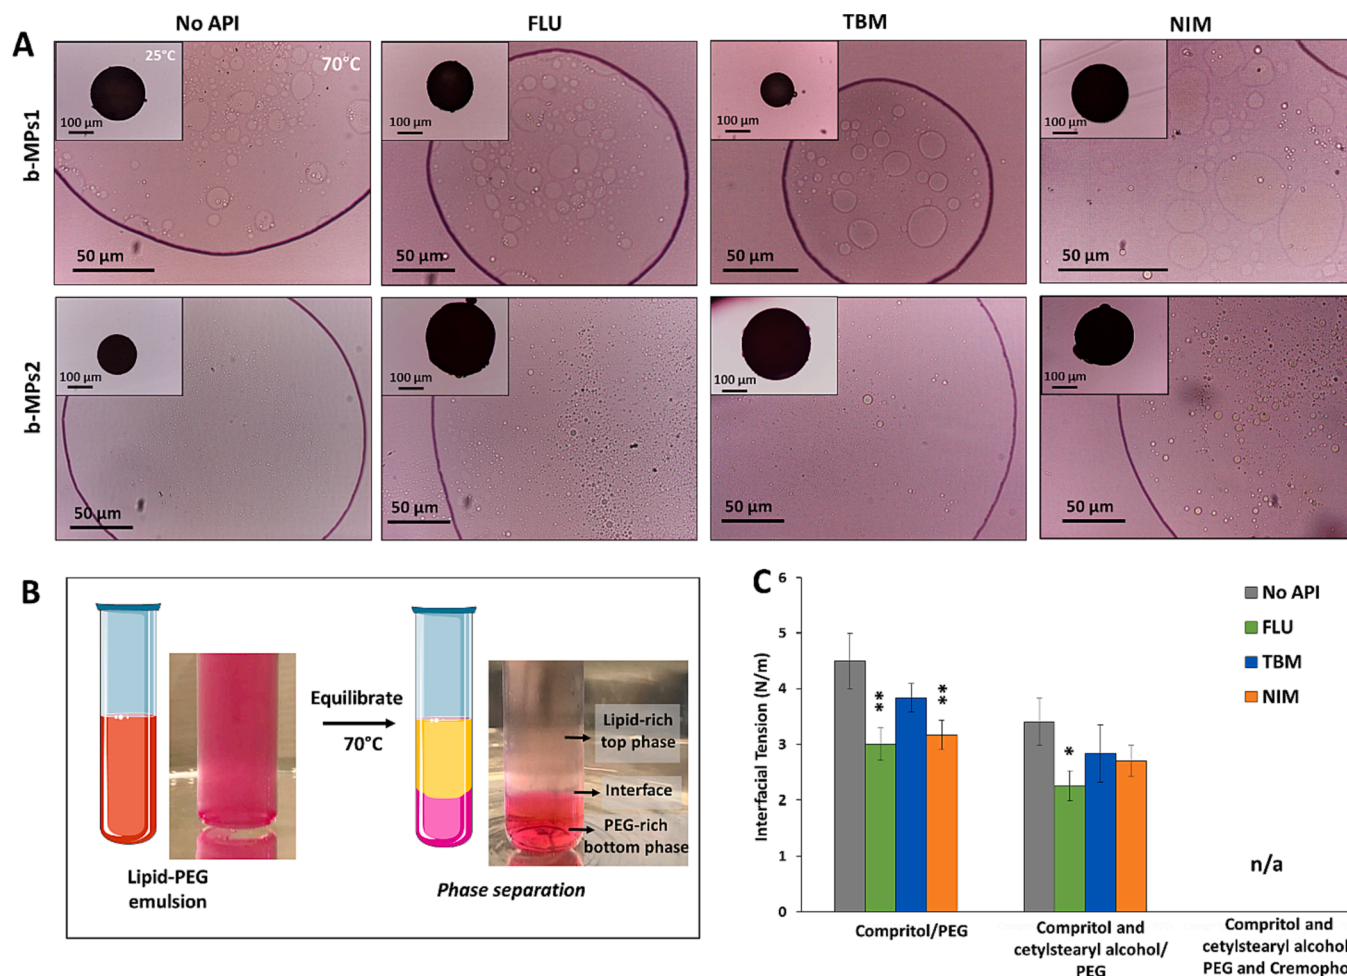 No API
FLU
TBM
NIM
A
b-MPs1
25°C
70°C
100 µm
50 µm
100 µm
50 µm
100 µm
50 µm
100 µm
50 µm
b-MPs2
100 µm
50 µm
100 µm
50 µm
100 µm
50 µm
100 µm
50 µm
B
Equilibrate
70°C
Lipid-PEG
emulsion
Phase separation
Lipid-rich
top phase
Interface
PEG-rich
bottom phase
C
Interfacial Tension (N/m)
6
5
4
3
2
1
0
**
**
*
No API
FLU
TBM
NIM
n/a
Compritol/PEG
Compritol and
cetylstearyl alcohol/
PEG
Compritol and
cetylstearyl alcohol
PEG and Cremopho